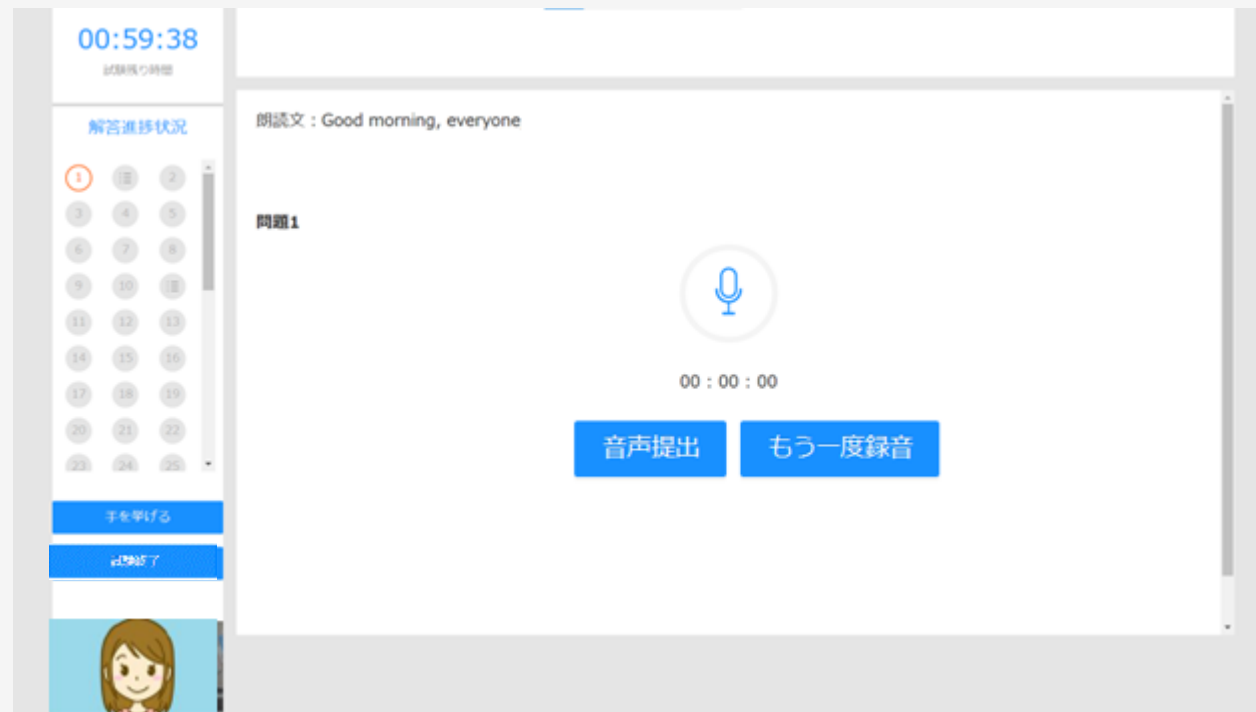 00:59:38
試験残り時間
解答進捗状況
1 2
3 4 5
6 7 8
9 10
11 12 13
14 15 16
17 18 19
20 21 22
23 24 25
手を挙げる
試験終了
朗読文:Good morning, everyone
問題1
00 : 00 : 00
音声提出 もう一度録音